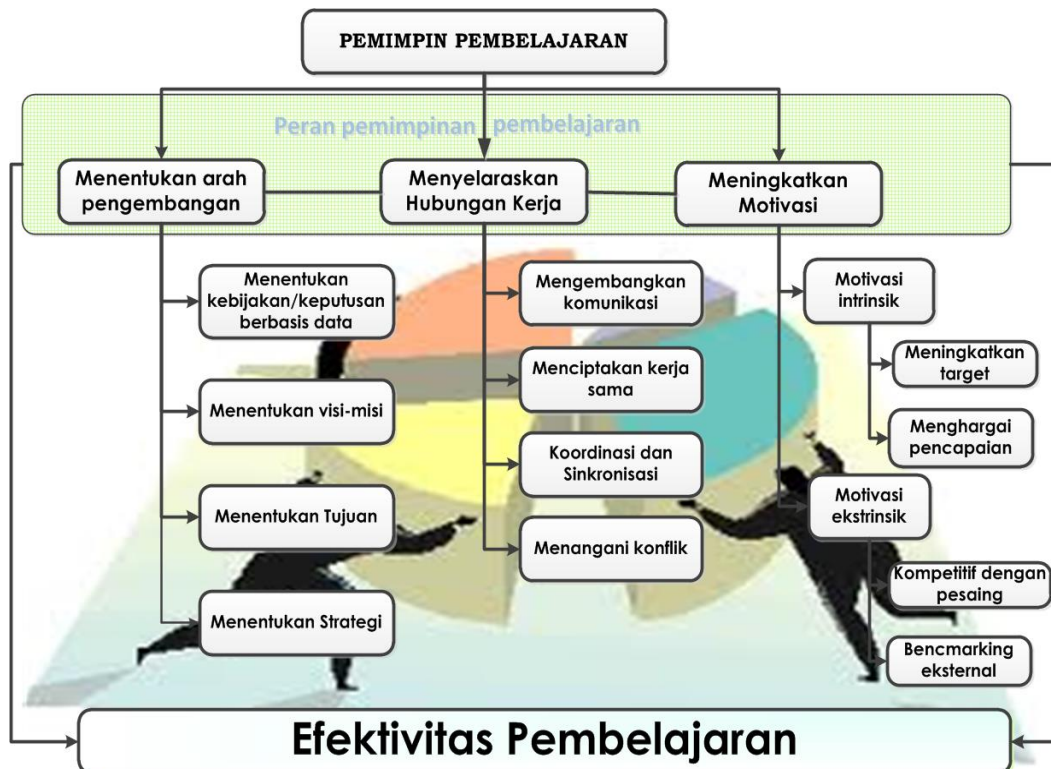 PEMIMPIN PEMBELAJARAN
Peran pemimpinan pembelajaran
Menentukan arah
pengembangan
Menyelaraskan
Hubungan Kerja
Meningkatkan
Motivasi
Menentukan
kebijakan/keputusan
berbasis data
Menentukan visi-misi
Menentukan Tujuan
Menentukan Strategi
Mengembangkan
komunikasi
Menciptakan kerja
sama
Koordinasi dan
Sinkronisasi
Menangani konflik
Motivasi
intrinsik
Meningkatkan
target
Menghargai
pencapaian
Motivasi
ekstrinsik
Kompetitif dengan
pesaing
Bencmarking
eksternal
Efektivitas Pembelajaran